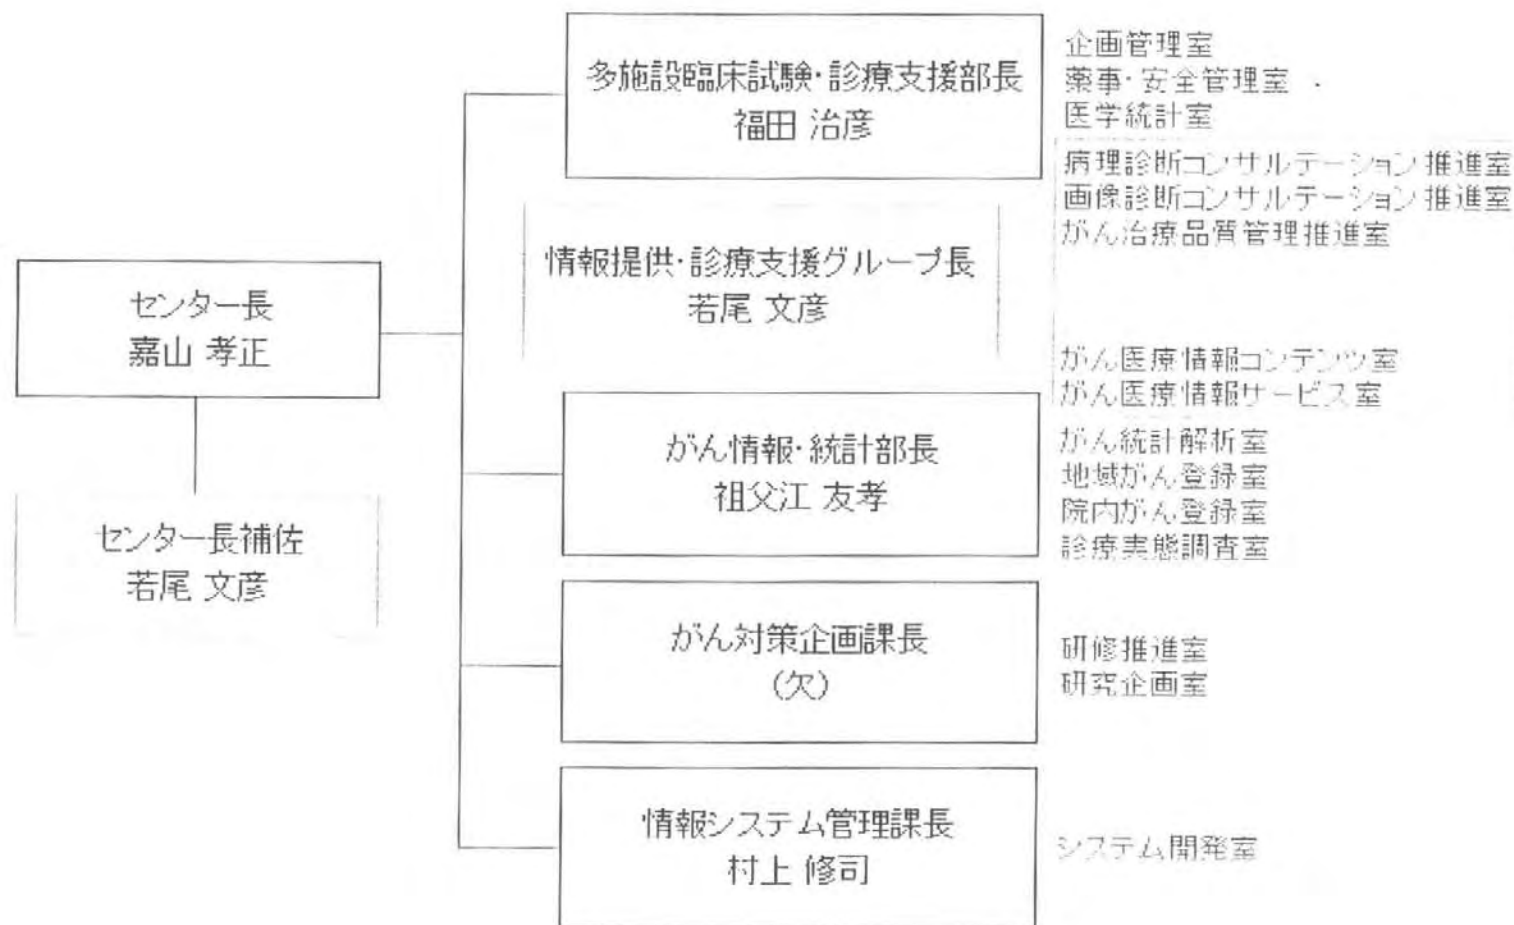 センター長
嘉山 孝正
センター長補佐
若尾 文彦
多施設臨床試験･診療支援部長
福田 治彦
企画管理室
薬事･安全管理室
医学統計室
病理診断コンサルテーション推進室
画像診断コンサルテーション推進室
がん治療品質管理推進室
情報提供･診療支援グループ長
若尾 文彦
がん医療情報コンテンツ室
がん医療情報サービス室
がん情報･統計部長
祖父江 友孝
がん統計解析室
地域がん登録室
院内がん登録室
診療実態調査室
がん対策企画課長
(欠)
研修推進室
研究企画室
情報システム管理課長
村上 修司
システム開発室